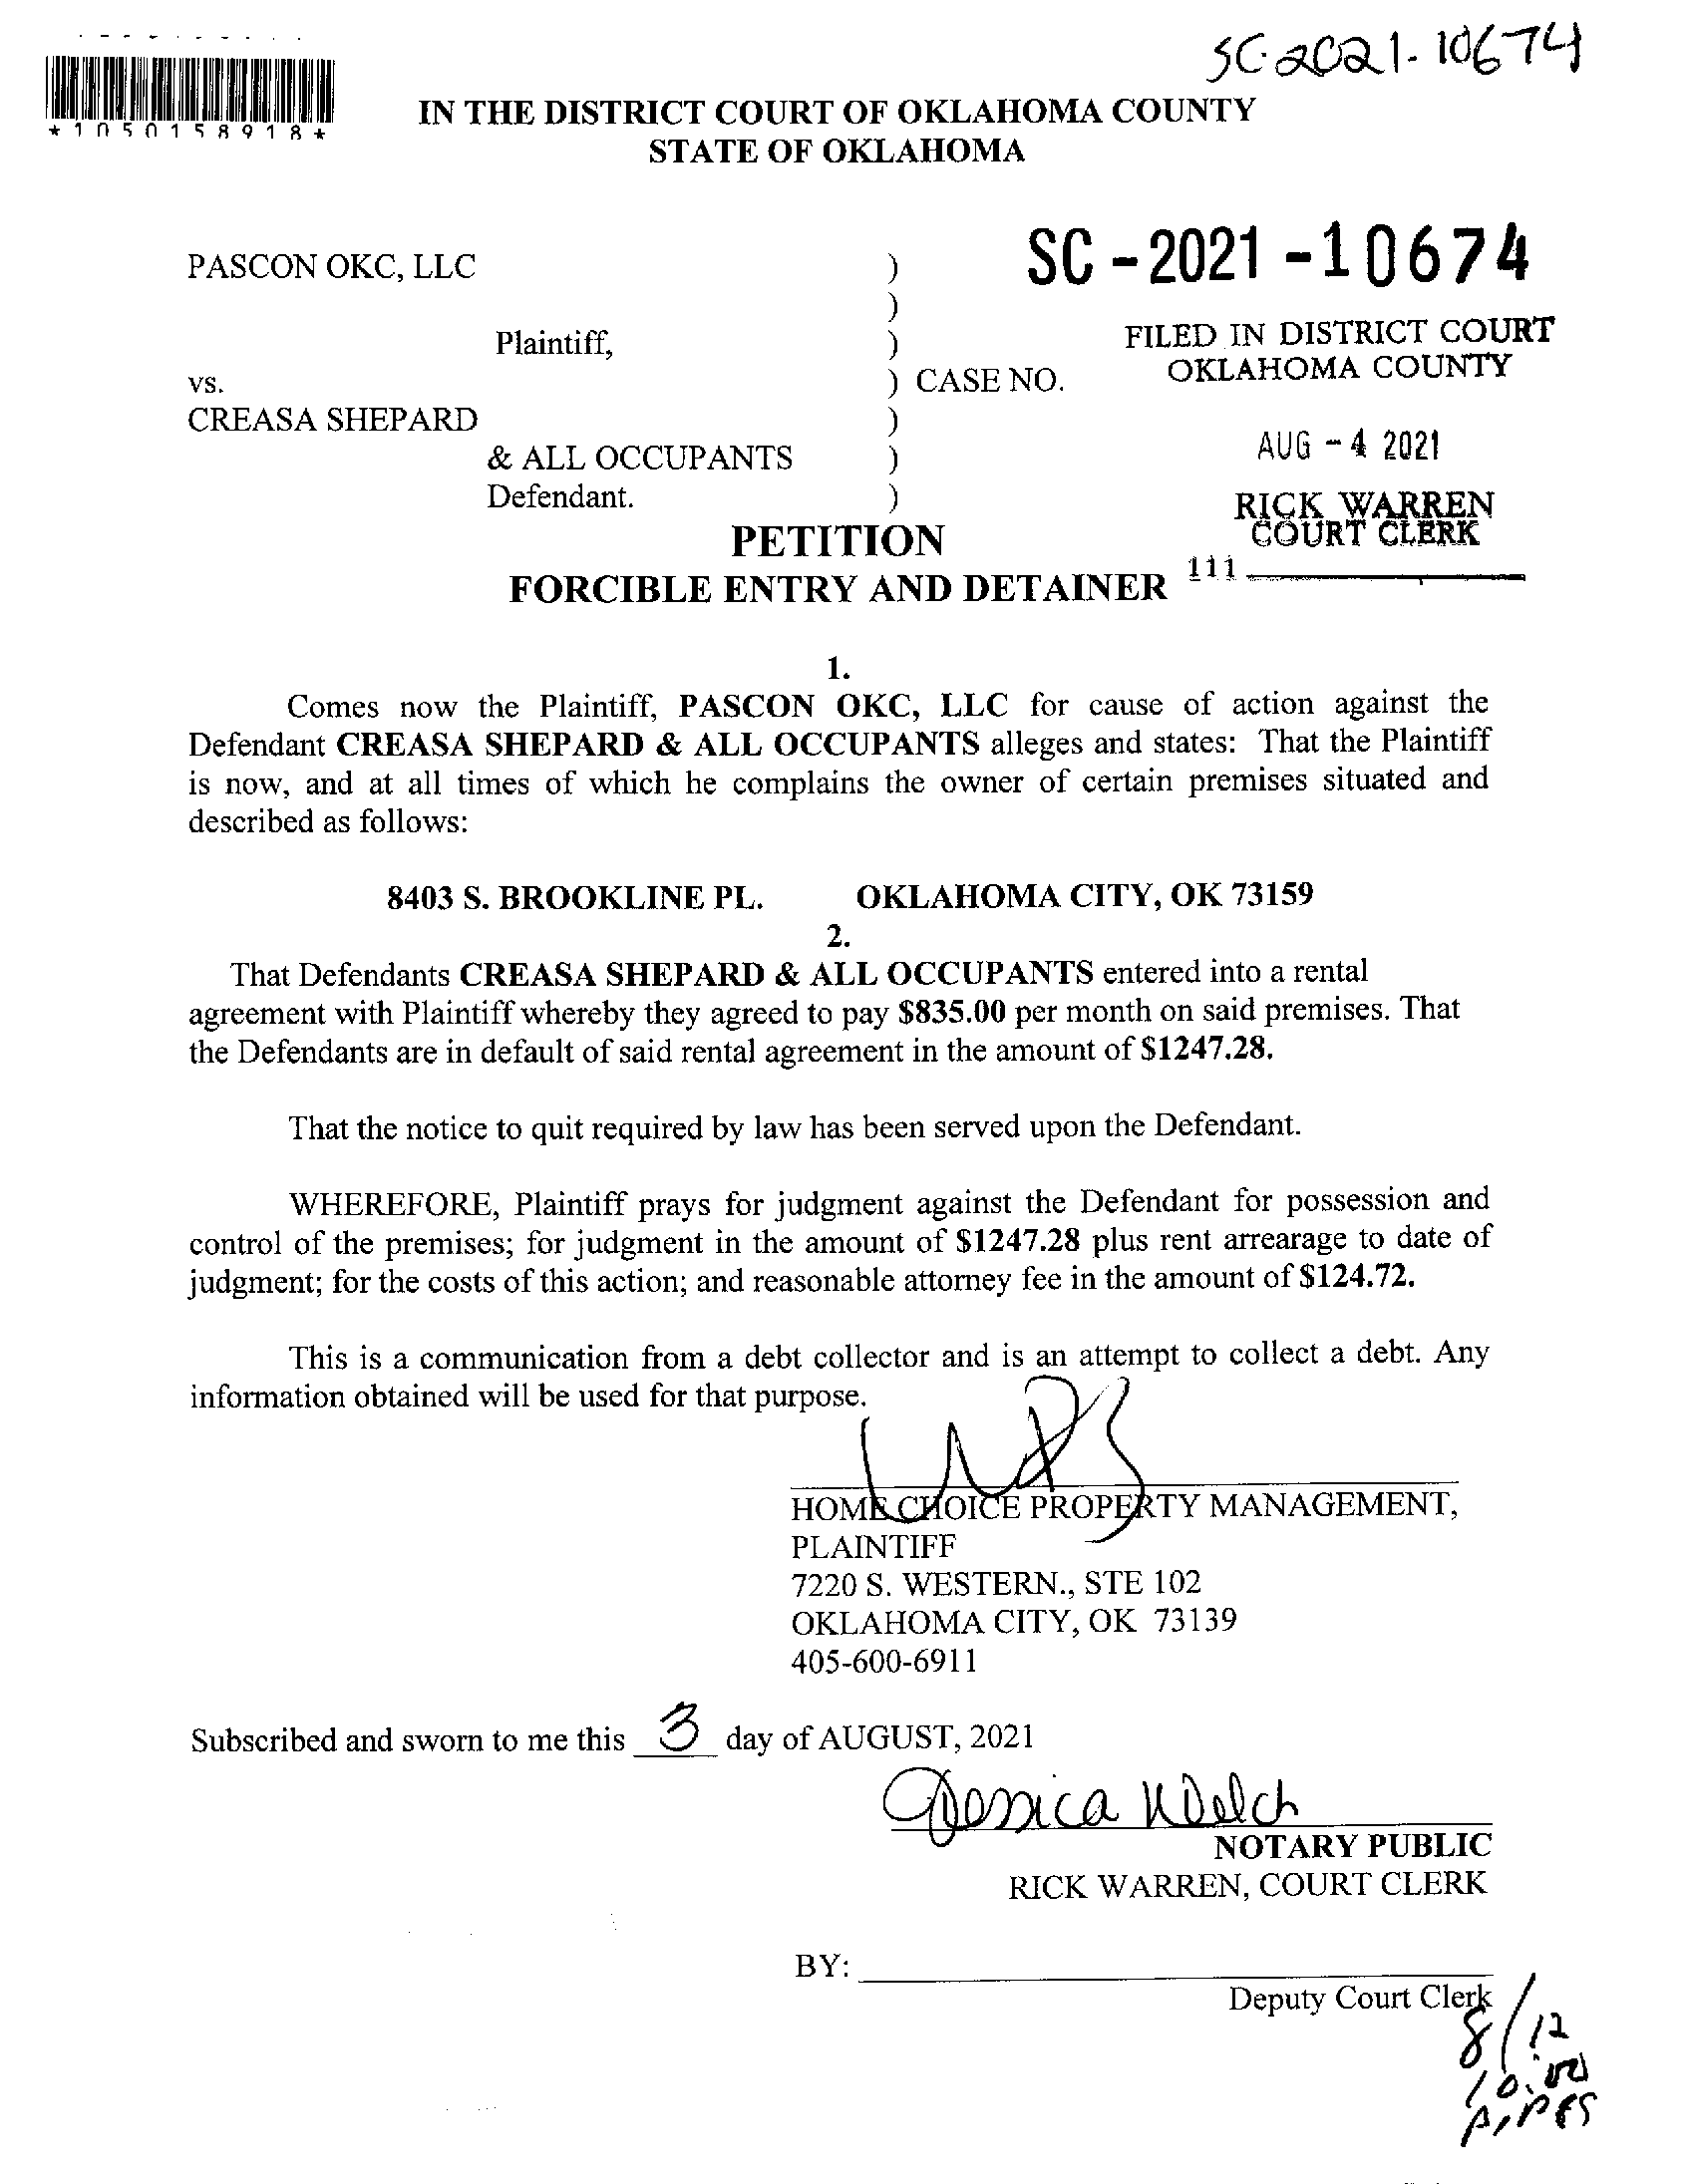 SC-2021-10674
*1050158918*
IN THE DISTRICT COURT OF OKLAHOMA COUNTY
STATE OF OKLAHOMA
SC-2021-10674
PASCON OKC, LLC )
)
Plaintiff, )
FILED IN DISTRICT COURT
OKLAHOMA COUNTY
vs. ) CASE NO.
CREASA SHEPARD )
& ALL OCCUPANTS )
AUG -4 2021
Defendant. )
RICK WARREN
COURT CLERK
111
PETITION
FORCIBLE ENTRY AND DETAINER
1.
Comes now the Plaintiff, PASCON OKC, LLC for cause of action against the
Defendant CREASA SHEPARD & ALL OCCUPANTS alleges and states: That the Plaintiff
is now, and at all times of which he complains the owner of certain premises situated and
described as follows:
8403 S. BROOKLINE PL. OKLAHOMA CITY, OK 73159
2.
That Defendants CREASA SHEPARD & ALL OCCUPANTS entered into a rental
agreement with Plaintiff whereby they agreed to pay $835.00 per month on said premises. That
the Defendants are in default of said rental agreement in the amount of $1247.28.
That the notice to quit required by law has been served upon the Defendant.
WHEREFORE, Plaintiff prays for judgment against the Defendant for possession and
control of the premises; for judgment in the amount of $1247.28 plus rent arrearage to date of
judgment; for the costs of this action; and reasonable attorney fee in the amount of $124.72.
This is a communication from a debt collector and is an attempt to collect a debt. Any
information obtained will be used for that purpose.
HOME CHOICE PROPERTY MANAGEMENT,
PLAINTIFF
7220 S. WESTERN., STE 102
OKLAHOMA CITY, OK 73139
405-600-6911
Subscribed and sworn to me this 3 day of AUGUST, 2021
Jessica Welch
NOTARY PUBLIC
RICK WARREN, COURT CLERK
BY:
Deputy Court Clerk
8/12
10:00